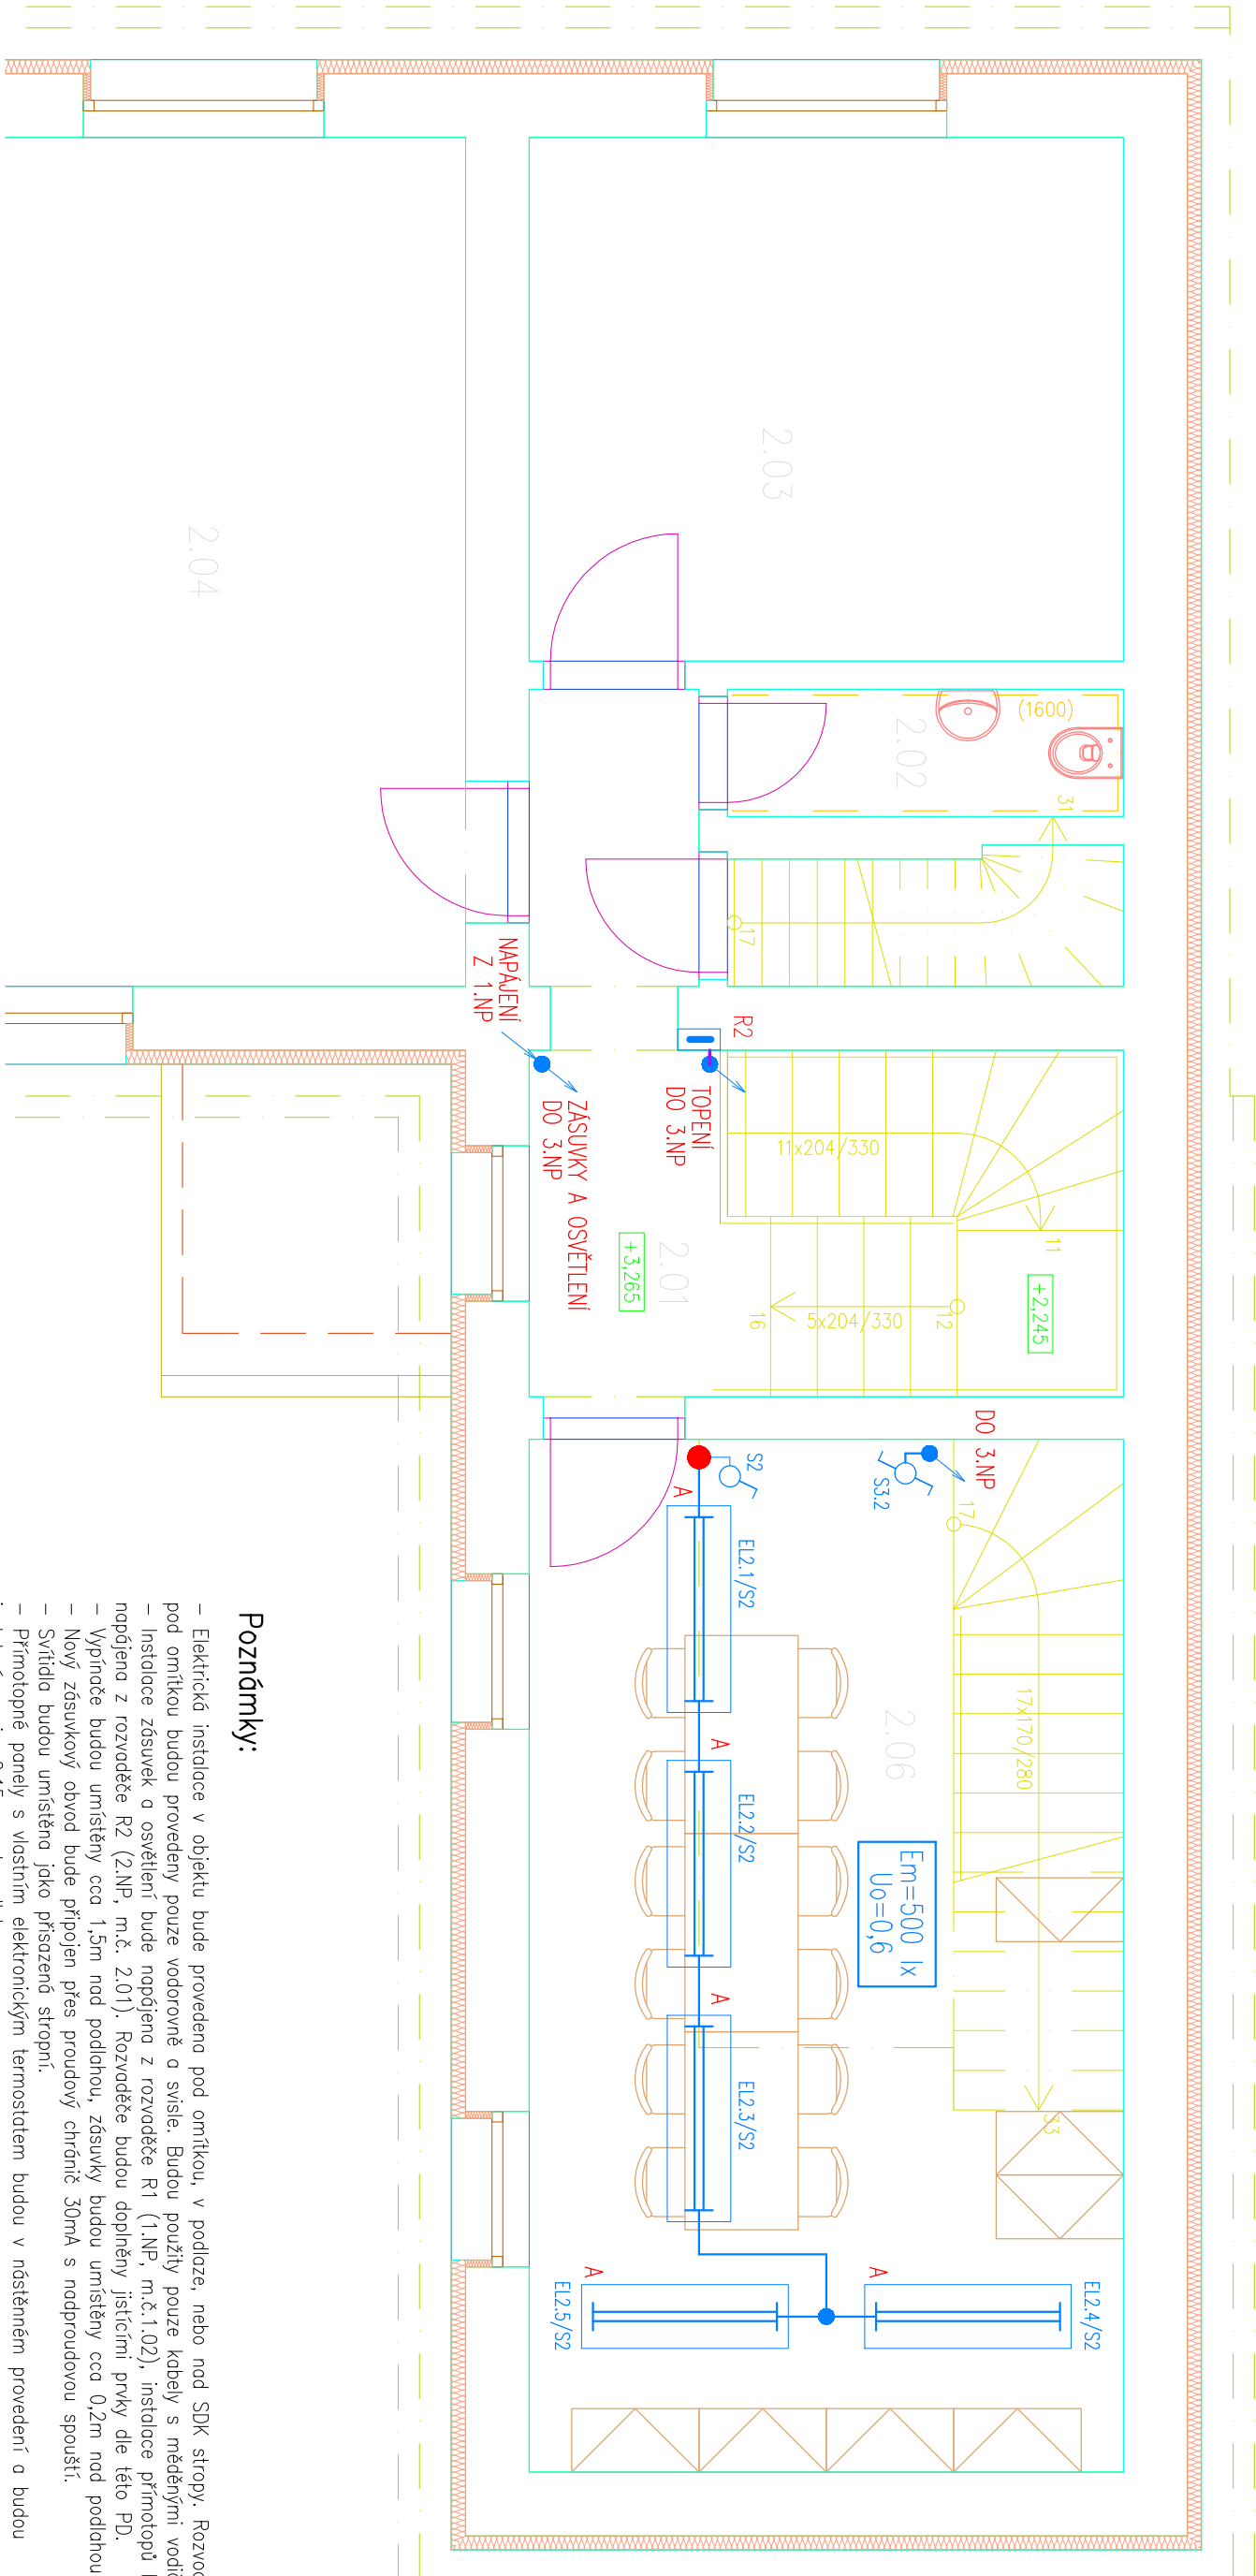 2.03
2.04
(1600)
2.02
31
17
NAPÁJENÍ
Z 1.NP
R2
TOPENÍ
DO 3.NP
ZÁSUVKY A OSVĚTLENÍ
DO 3.NP
11x204/330
11
+2,245
2.01
+3,265
5x204/330
12
16
DO 3.NP
S3.2
S2
17
A
EL2.1/S2
17x170/280
2.06
A
EL2.2/S2
Em=500 lx
Uo=0,6
A
EL2.3/S2
33
A
EL2.4/S2
A
EL2.5/S2
Poznámky:
– Elektrická instalace v objektu bude provedena pod omítkou, v podlaze, nebo nad SDK stropy.
pod omítkou budou provedeny pouze vodorovně a svisle. Budou použity pouze kabely s měděnými
– Instalace zásuvek a osvětlení bude napájena z rozvaděče R1 (1.NP, m.č.1.02), instalace přímotopů
napájena z rozvaděče R2 (2.NP, m.č. 2.01). Rozvaděče budou doplněny jistícími prvky dle této PD.
– Vypínače budou umístěny cca 1,5m nad podlahou, zásuvky budou umístěny cca 0,2m nad podlahou
– Nový zásuvkový obvod bude připojen přes proudový chránič 30mA s nadproudovou spouští.
– Svítidla budou umístěna jako přisazená stropní.
– Přímotopné panely s vlastním elektronickým termostatem budou v nástěnném provedení a budou